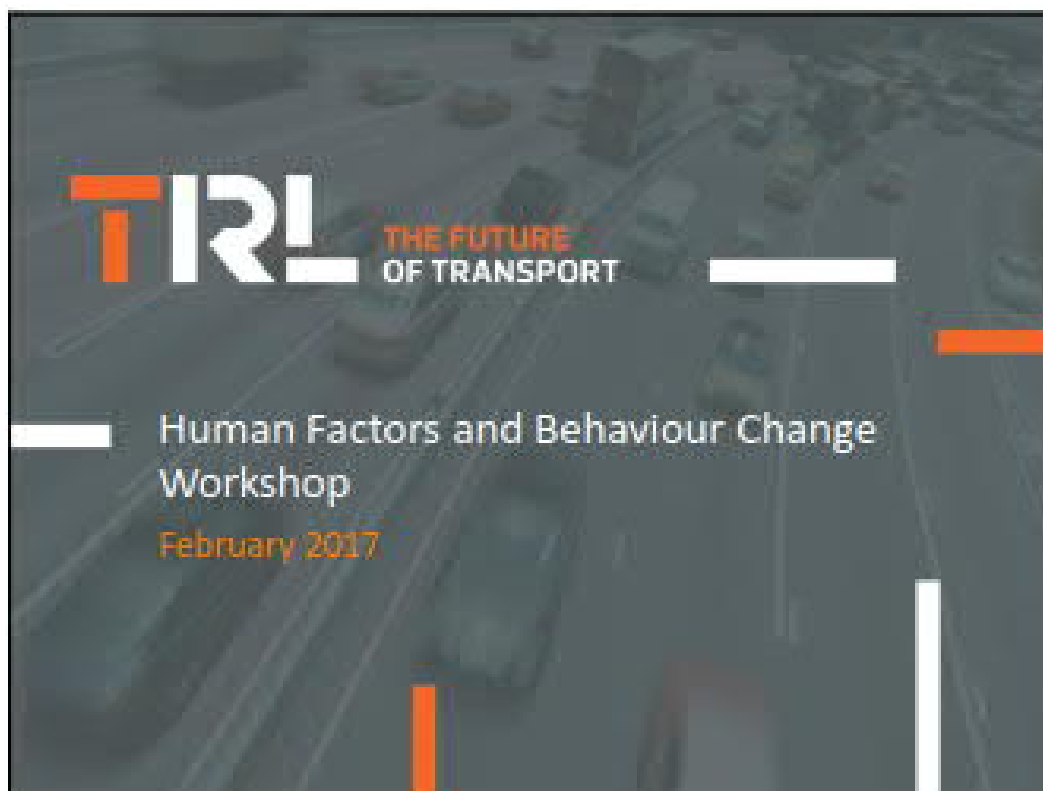 TRL
THE FUTURE
OF TRANSPORT
Human Factors and Behaviour Change
Workshop
February 2017